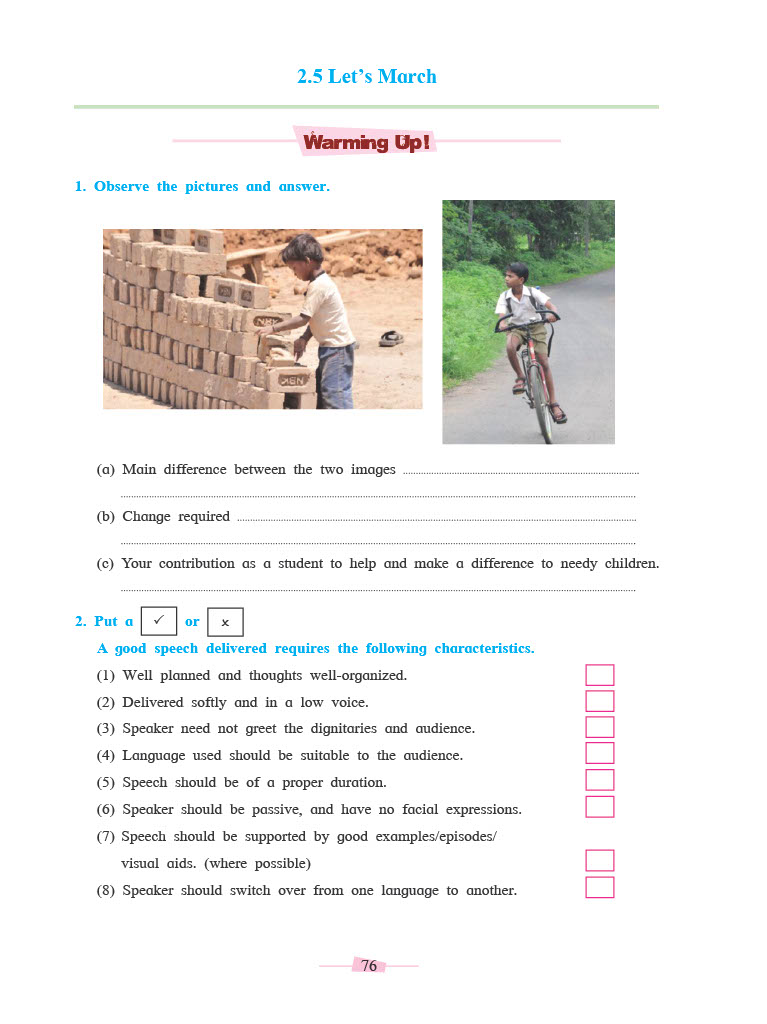 2.5 Let's March
Warming Up!
1. Observe the pictures and answer.
(a) Main difference between the two images ........................................
........................................
(b) Change required ........................................
........................................
(c) Your contribution as a student to help and make a difference to needy children.
........................................
2. Put a ✓ or x
A good speech delivered requires the following characteristics.
(1) Well planned and thoughts well-organized.
(2) Delivered softly and in a low voice.
(3) Speaker need not greet the dignitaries and audience.
(4) Language used should be suitable to the audience.
(5) Speech should be of a proper duration.
(6) Speaker should be passive, and have no facial expressions.
(7) Speech should be supported by good examples/episodes/
visual aids. (where possible)
(8) Speaker should switch over from one language to another.
76